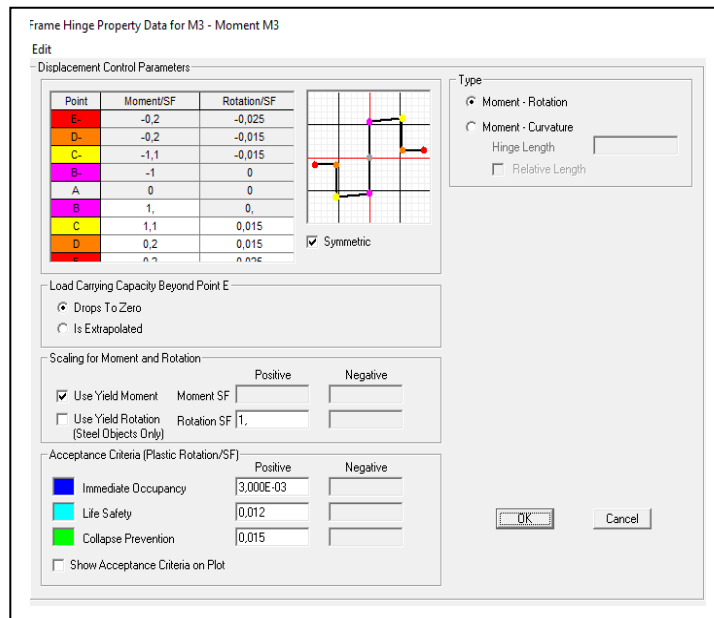 Frame Hinge Property Data for M3 - Moment M3
Edit
Displacement Control Parameters
Point Moment/SF Rotation/SF
E- -0,2 -0,025
D- -0,2 -0,015
C- -1,1 -0,015
B- -1 0
A 0 0
B 1, 0,
C 1,1 0,015
D 0,2 0,015
E 0,2 0,025
Symmetric
Type
Moment - Rotation
Moment - Curvature
Hinge Length
Relative Length
Load Carrying Capacity Beyond Point E
Drops To Zero
Is Extrapolated
Scaling for Moment and Rotation
Positive Negative
Use Yield Moment Moment SF
Use Yield Rotation Rotation SF 1,
(Steel Objects Only)
Acceptance Criteria (Plastic Rotation/SF)
Positive Negative
Immediate Occupancy 3,000E-03
Life Safety 0,012
Collapse Prevention 0,015
Show Acceptance Criteria on Plot
OK Cancel